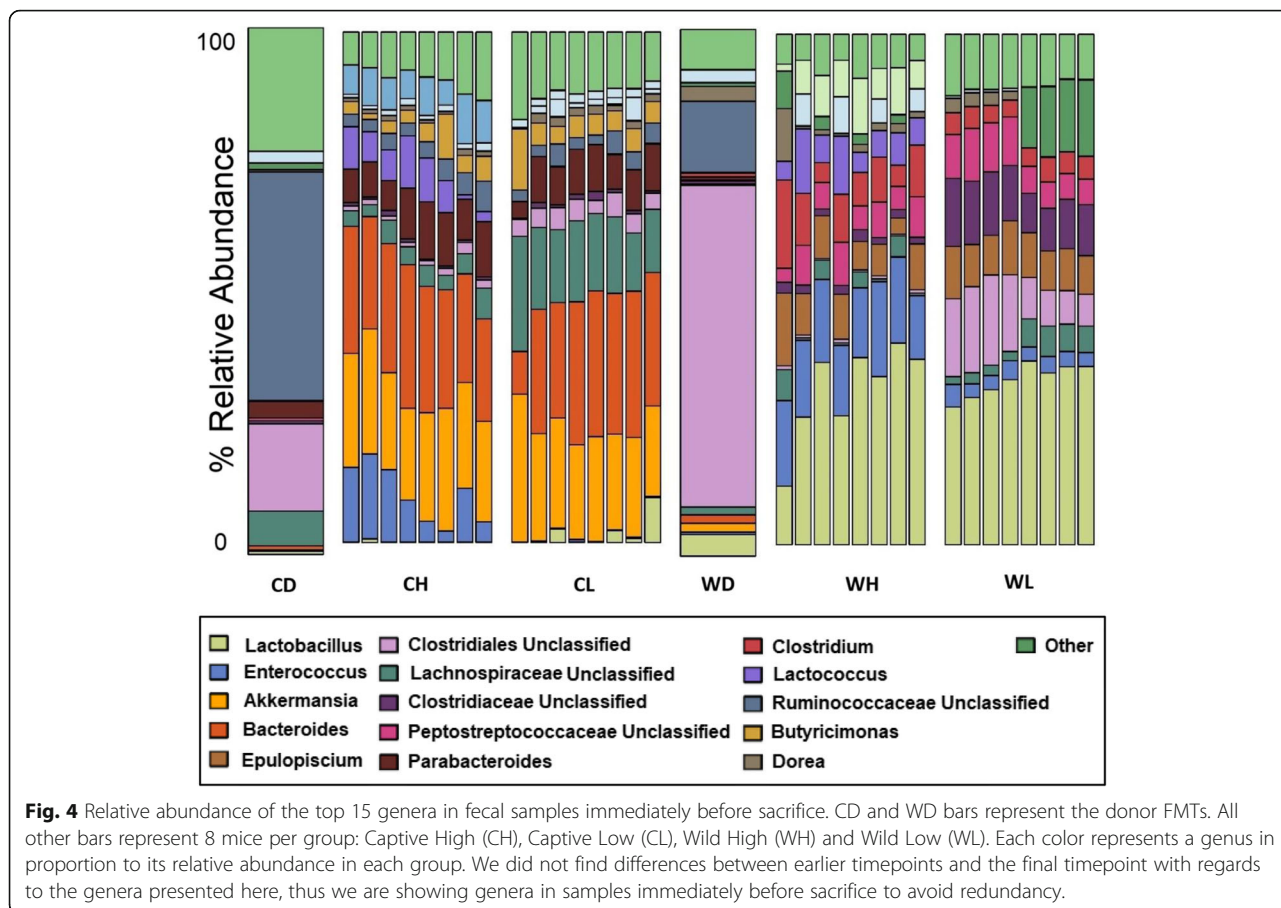 100
% Relative Abundance
0
CD CH CL WD WH WL
Lactobacillus Clostridiales Unclassified Clostridium Other
Enterococcus Lachnospiraceae Unclassified Lactococcus
Akkermansia Clostridiaceae Unclassified Ruminococcaceae Unclassified
Bacteroides Peptostreptococcaceae Unclassified Butyricimonas
Epulopiscium Parabacteroides Dorea
Fig. 4 Relative abundance of the top 15 genera in fecal samples immediately before sacrifice. CD and WD bars represent the donor FMTs. All
other bars represent 8 mice per group: Captive High (CH), Captive Low (CL), Wild High (WH) and Wild Low (WL). Each color represents a genus in
proportion to its relative abundance in each group. We did not find differences between earlier timepoints and the final timepoint with regards
to the genera presented here, thus we are showing genera in samples immediately before sacrifice to avoid redundancy.